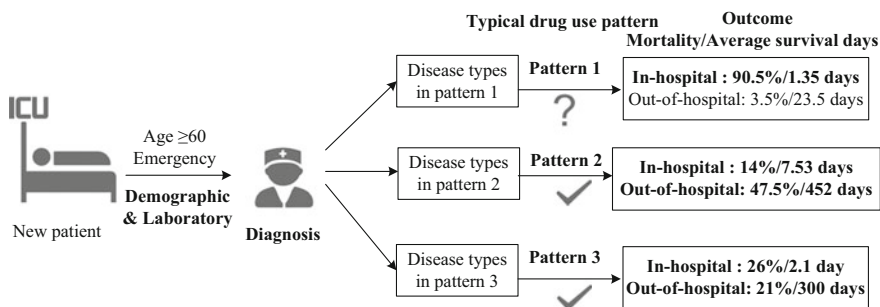 Typical drug use pattern
Outcome
Mortality/Average survival days
ICU
New patient
Age ≥60
Emergency
Demographic
& Laboratory
Diagnosis
Disease types
in pattern 1
Pattern 1
?
In-hospital : 90.5%/1.35 days
Out-of-hospital: 3.5%/23.5 days
Disease types
in pattern 2
Pattern 2
In-hospital : 14%/7.53 days
Out-of-hospital: 47.5%/452 days
Disease types
in pattern 3
Pattern 3
In-hospital : 26%/2.1 day
Out-of-hospital: 21%/300 days